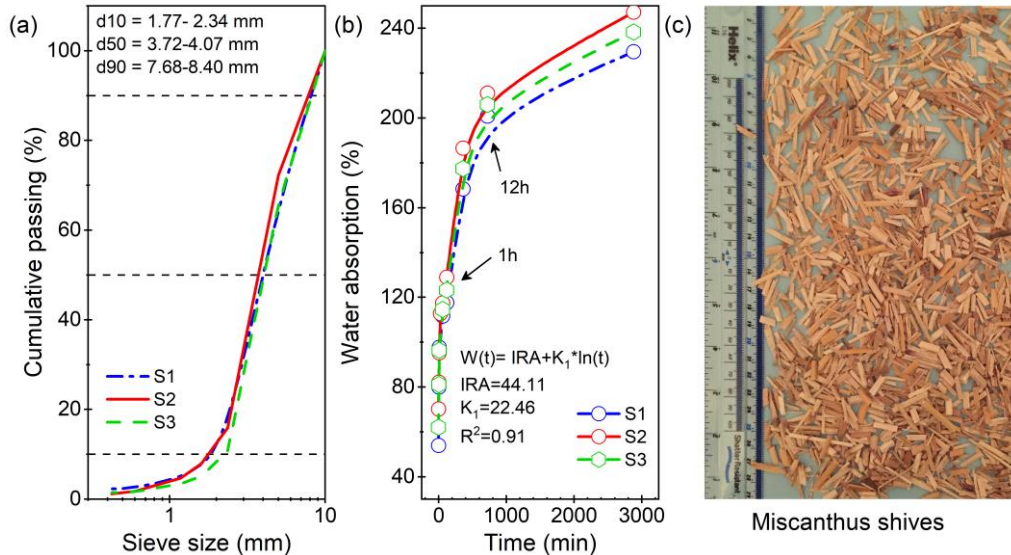 (a)
d10 = 1.77- 2.34 mm
d50 = 3.72-4.07 mm
d90 = 7.68-8.40 mm
100
80
60
40
20
0
Cumulative passing (%)
S1
S2
S3
1
10
Sieve size (mm)
(b)
240
200
160
120
80
40
Water absorption (%)
12h
1h
W(t)= IRA+K₁*ln(t)
IRA=44.11
K₁=22.46
R²=0.91
S1
S2
S3
0
1000
2000
3000
Time (min)
(c)
Helix
Shatter Resistant
Miscanthus shives